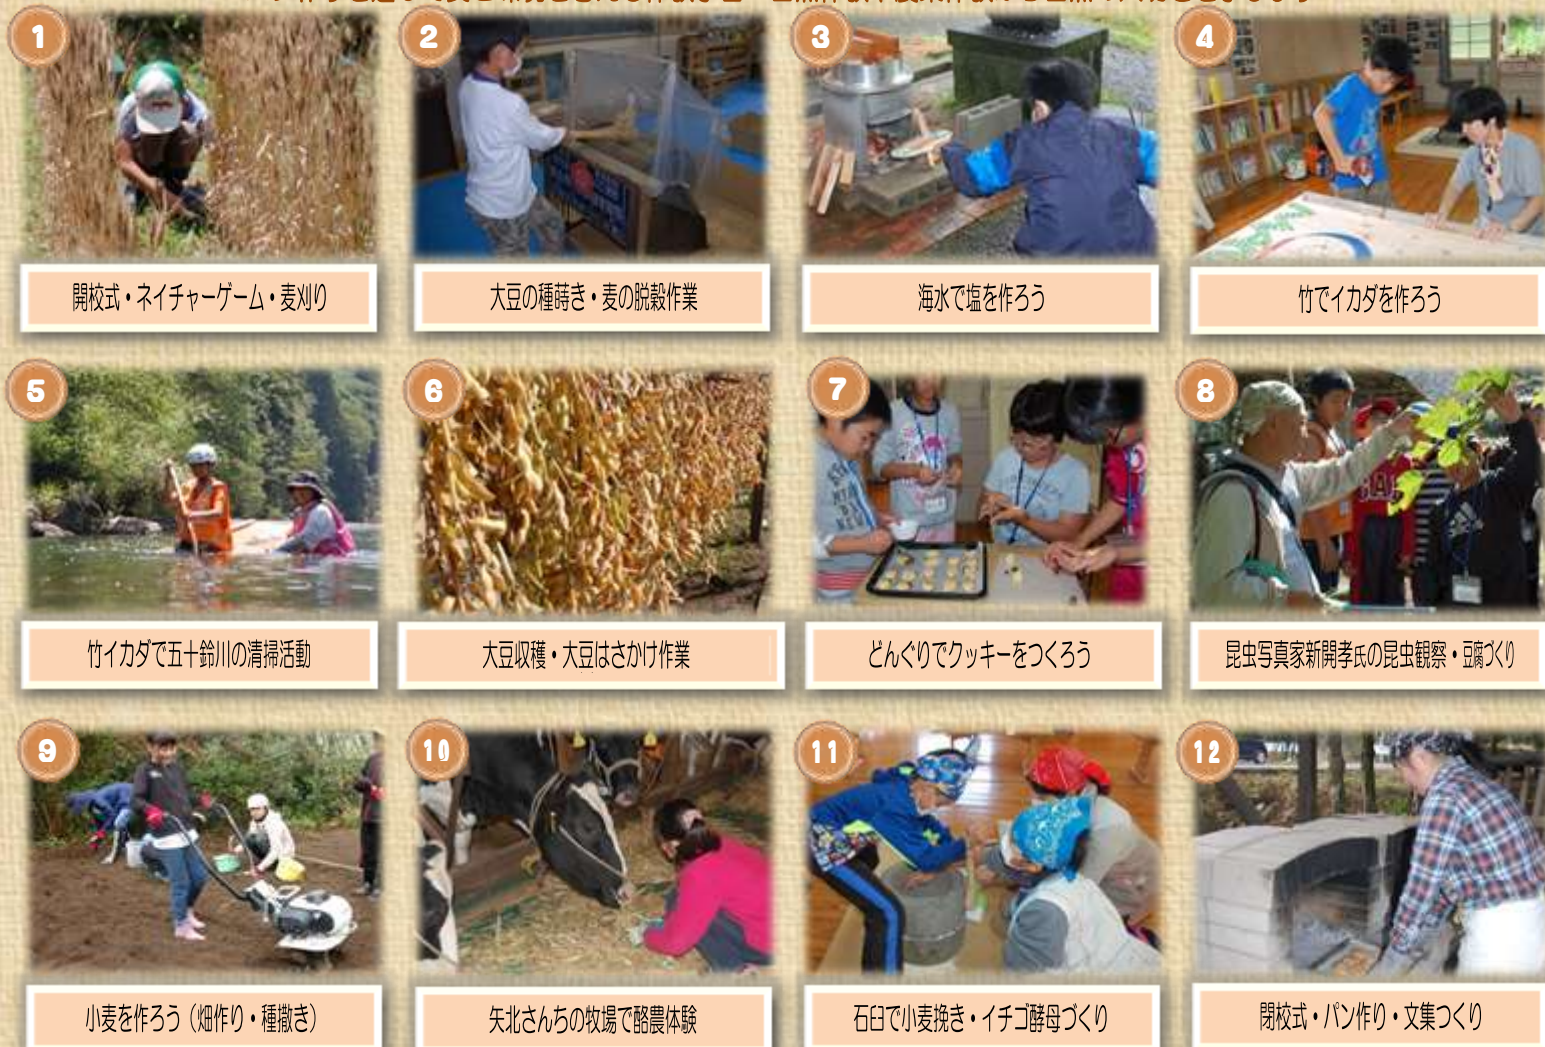 1
開校式・ネイチャーゲーム・麦刈り
2
大豆の種蒔き・麦の脱穀作業
3
海水で塩を作ろう
4
竹でイカダを作ろう
5
竹イカダで五十鈴川の清掃活動
6
大豆収穫・大豆はさかけ作業
7
どんぐりでクッキーをつくろう
8
昆虫写真家新開孝氏の昆虫観察・豆腐づくり
9
小麦を作ろう（畑作り・種撒き）
10
矢北さんちの牧場で酪農体験
11
石臼で小麦挽き・イチゴ酵母づくり
12
閉校式・パン作り・文集つくり